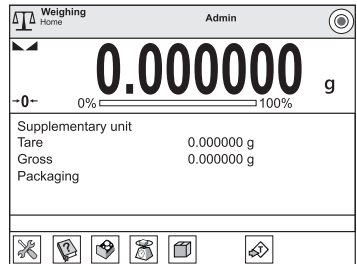 Weighing
Home
Admin
0.000000 g
→0←
0% 100%
Supplementary unit
Tare 0.000000 g
Gross 0.000000 g
Packaging
?
T